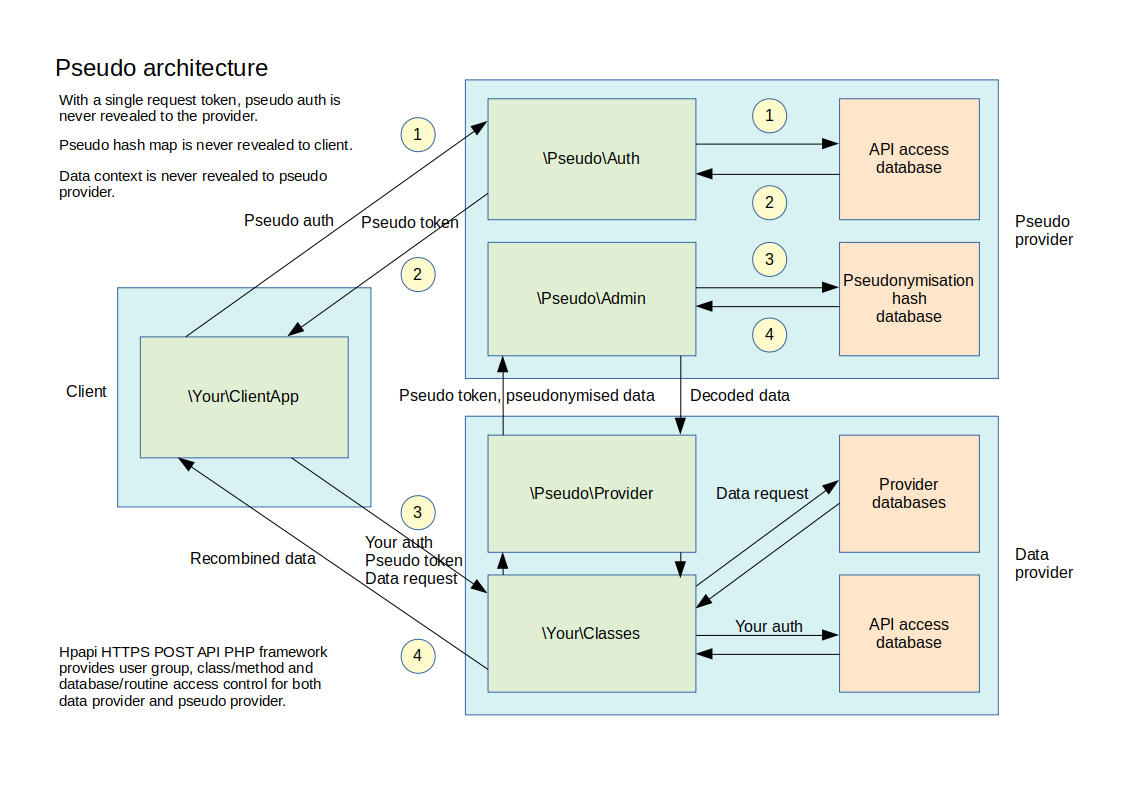 Pseudo architecture
With a single request token, pseudo auth is
never revealed to the provider.
Pseudo hash map is never revealed to client.
Data context is never revealed to pseudo
provider.
1
Pseudo auth
Pseudo token
2
\Pseudo\Auth
1
2
API access
database
\Pseudo\Admin
3
4
Pseudonymisation
hash
database
Pseudo
provider
Client
\Your\ClientApp
Pseudo token, pseudonymised data
Decoded data
\Pseudo\Provider
Data request
Provider
databases
3
Your auth
Pseudo token
Data request
Recombined data
\Your\Classes
Your auth
API access
database
Data
provider
4
Hpapi HTTPS POST API PHP framework
provides user group, class/method and
database/routine access control for both
data provider and pseudo provider.